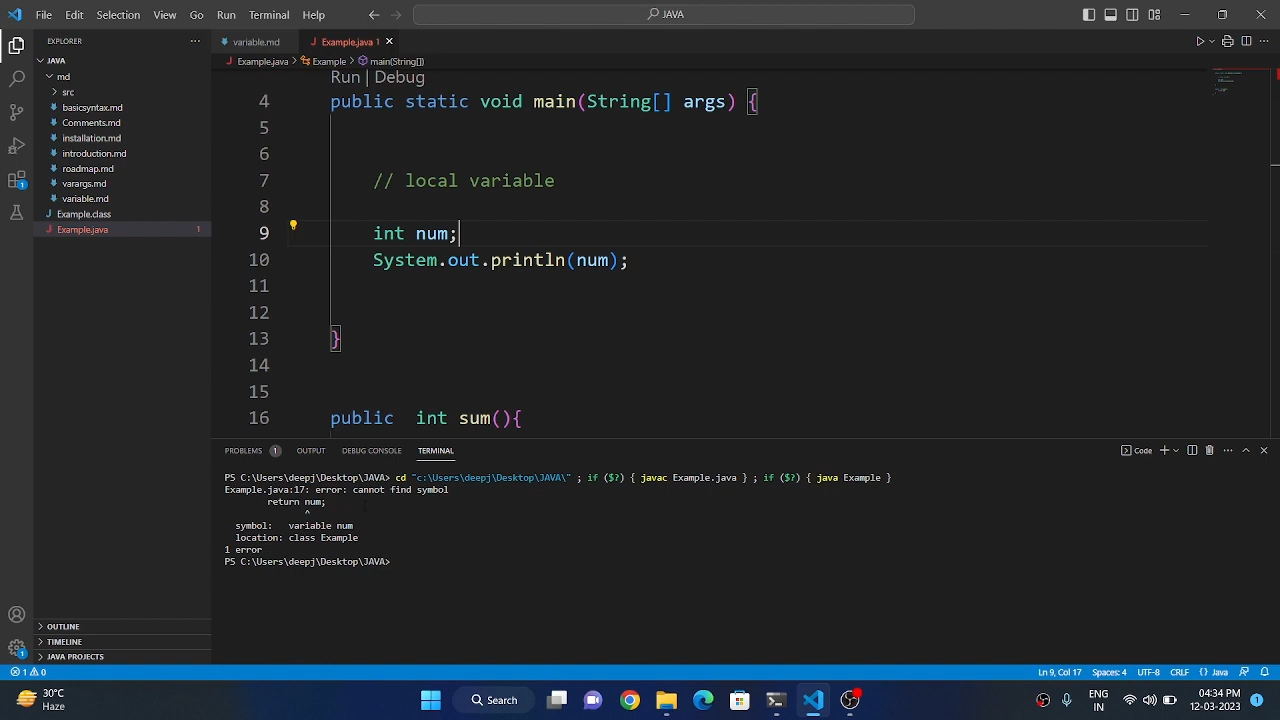 File Edit Selection View Go Run Terminal Help
JAVA
EXPLORER
JAVA
md
src
basicsyntax.md
Comments.md
installation.md
introduction.md
roadmap.md
varargs.md
variable.md
Example.class
Example.java 1
OUTLINE
TIMELINE
JAVA PROJECTS
variable.md
Example.java 1
Example.java > Example > main(String[])
Run | Debug
4 public static void main(String[] args) {
5
6
7 // local variable
8
9 int num;
10 System.out.println(num);
11
12
13 }
14
15
16 public int sum(){
PROBLEMS 1 OUTPUT DEBUG CONSOLE TERMINAL
Code
PS C:\Users\deepj\Desktop\JAVA> cd "c:\Users\deepj\Desktop\JAVA\" ; if ($?) { javac Example.java } ; if ($?) { java Example }
Example.java:17: error: cannot find symbol
return num;
^
symbol: variable num
location: class Example
1 error
PS C:\Users\deepj\Desktop\JAVA>
1 0
Ln 9, Col 17 Spaces: 4 UTF-8 CRLF {} Java
30°C
Haze
Search
ENG
IN
04:34 PM
12-03-2023
1